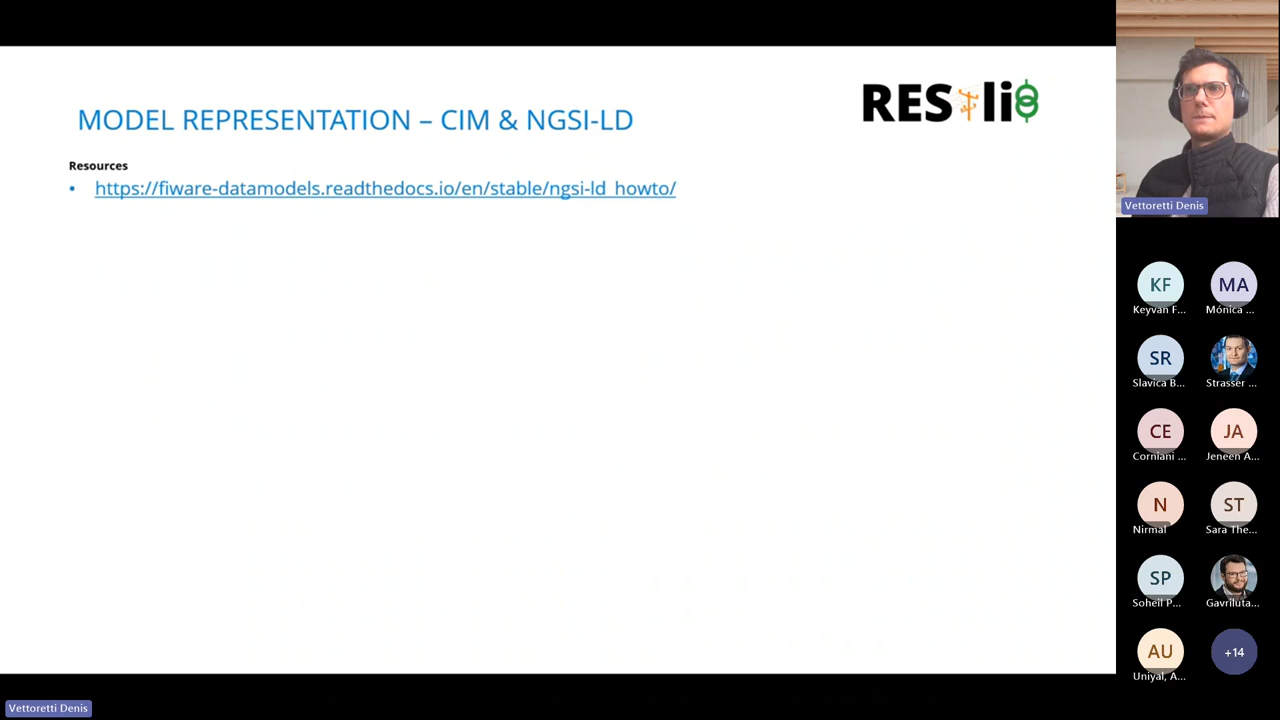 RESili8
MODEL REPRESENTATION – CIM & NGSI-LD
Resources
• https://fiware-datamodels.readthedocs.io/en/stable/ngsi-ld_howto/
Vettoretti Denis
KF MA
Keyvan F... Mónica ...
SR
Slavica B... Strasser ...
CE JA
Corniani ... Jeneen A...
N ST
Nirmal Sara The...
SP
Soheil P... Gavriluta...
AU +14
Uniyal, A...
Vettoretti Denis